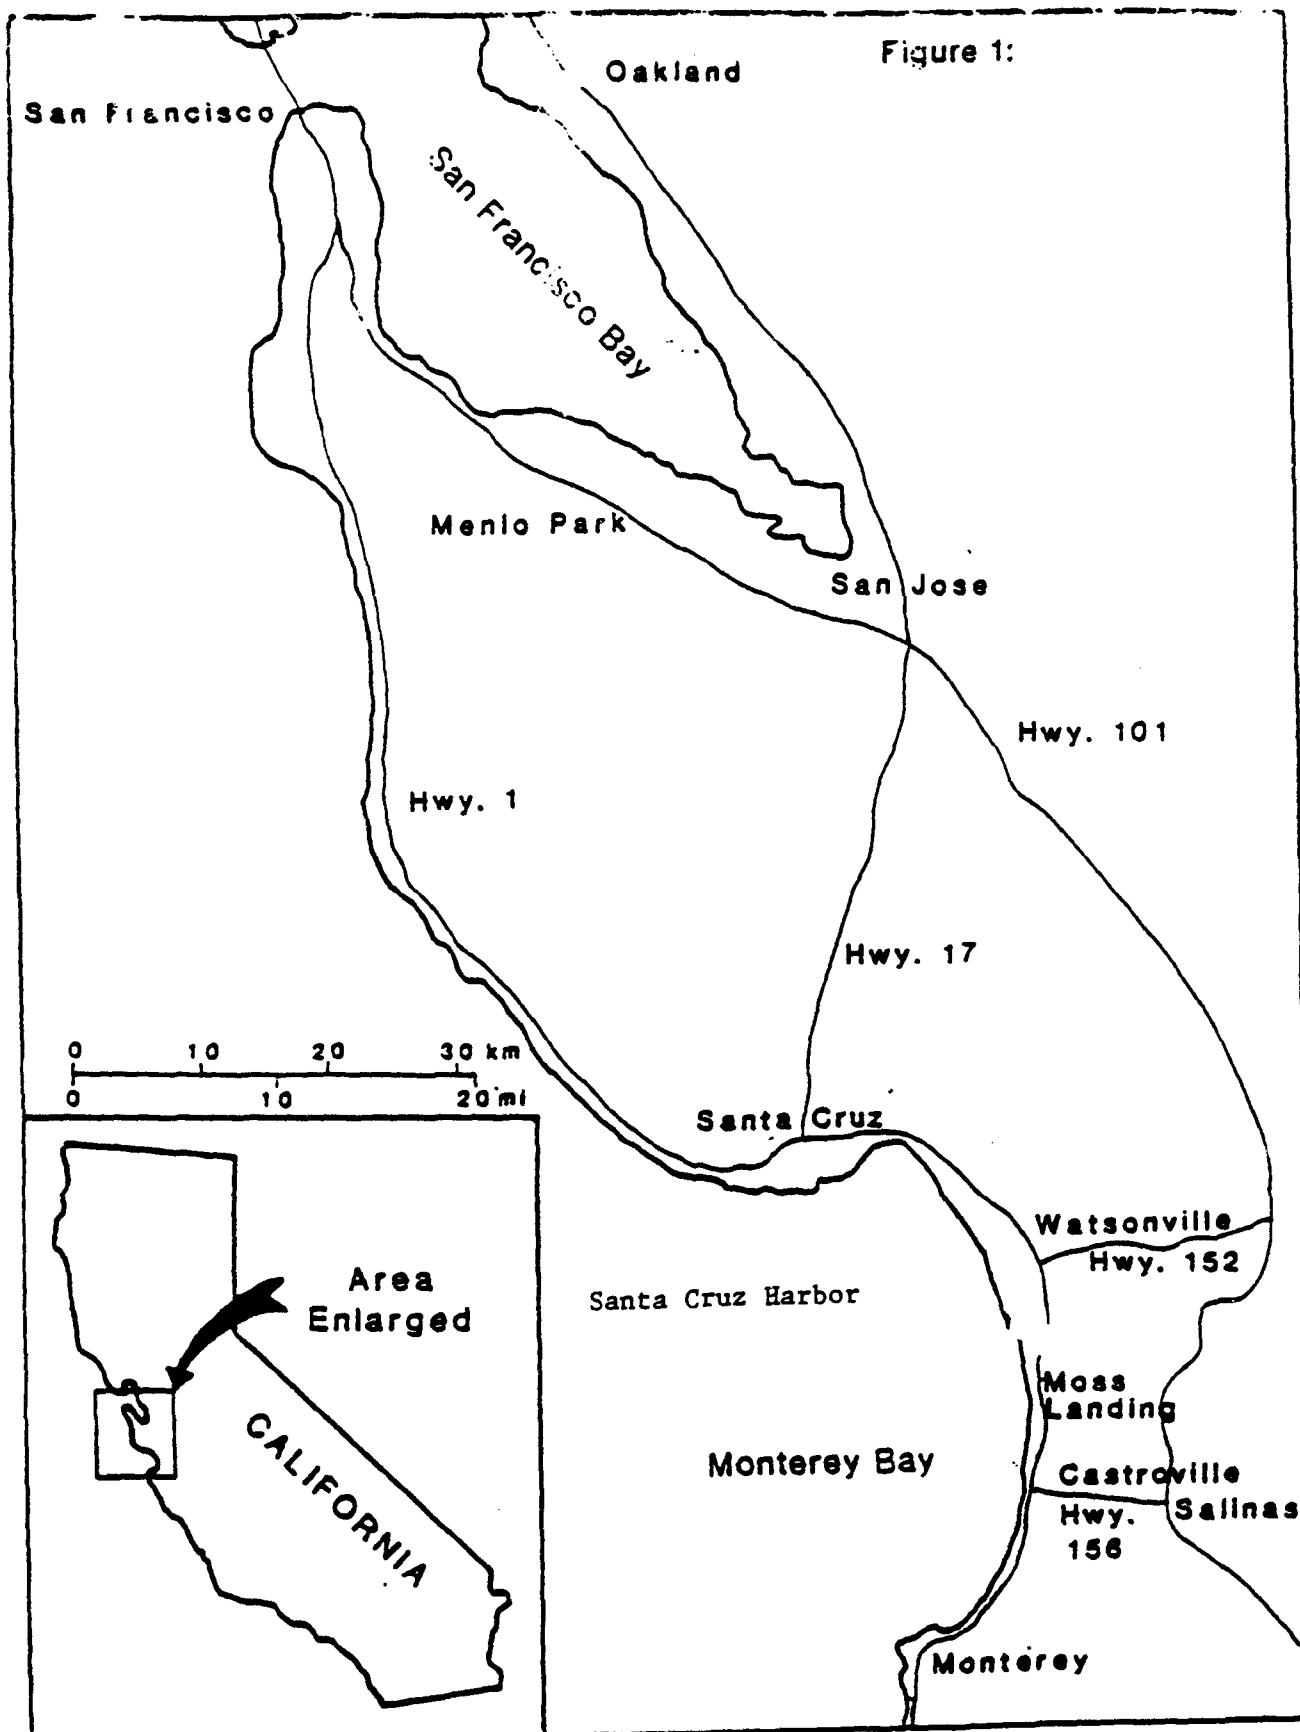 Figure 1:
Oakland
San Francisco
San Francisco Bay
Menlo Park
San Jose
Hwy. 101
Hwy. 1
Hwy. 17
0 10 20 30 km
0 10 20 mi
Santa Cruz
Watsonville
Hwy. 152
Area
Enlarged
Santa Cruz Harbor
Moss
Landing
CALIFORNIA
Monterey Bay
Castroville
Salinas
Hwy.
156
Monterey